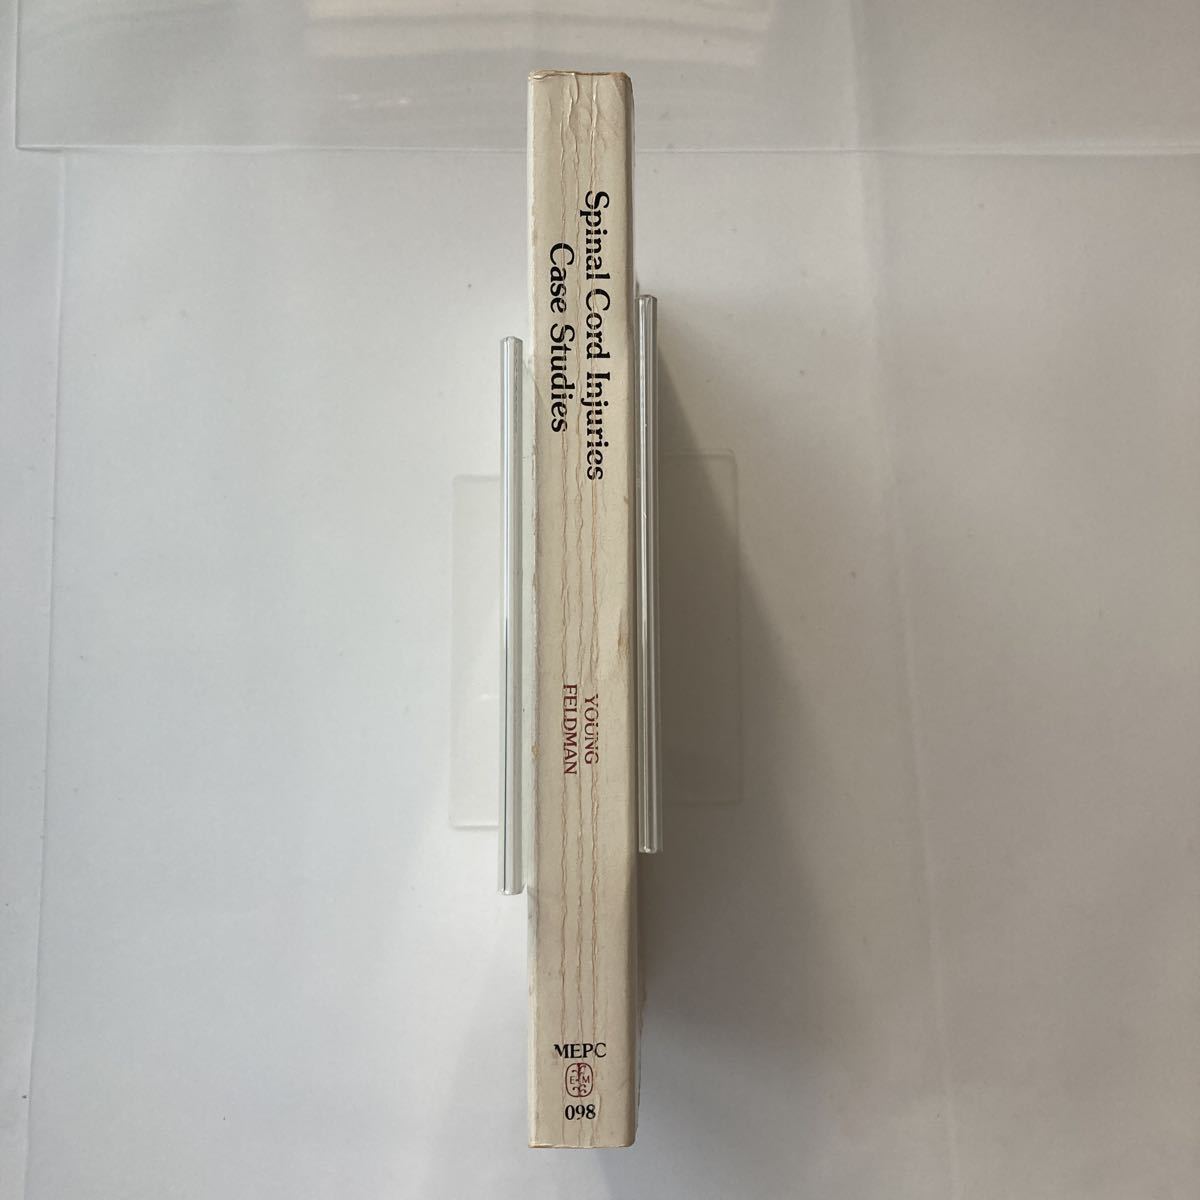 Spinal Cord Injuries
Case Studies
YOUNG
FELDMAN
MEPC
E M
098